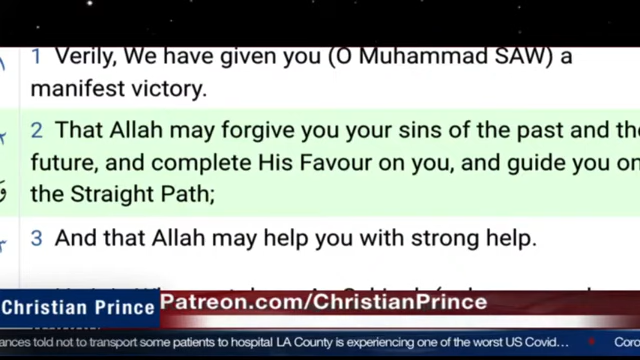 1 Verily, We have given you (O Muhammad SAW) a
manifest victory.
2 That Allah may forgive you your sins of the past and the
future, and complete His Favour on you, and guide you on
the Straight Path;
3 And that Allah may help you with strong help.
Christian Prince
Patreon.com/ChristianPrince
ances told not to transport some patients to hospital LA County is experiencing one of the worst US Covid... • Coro